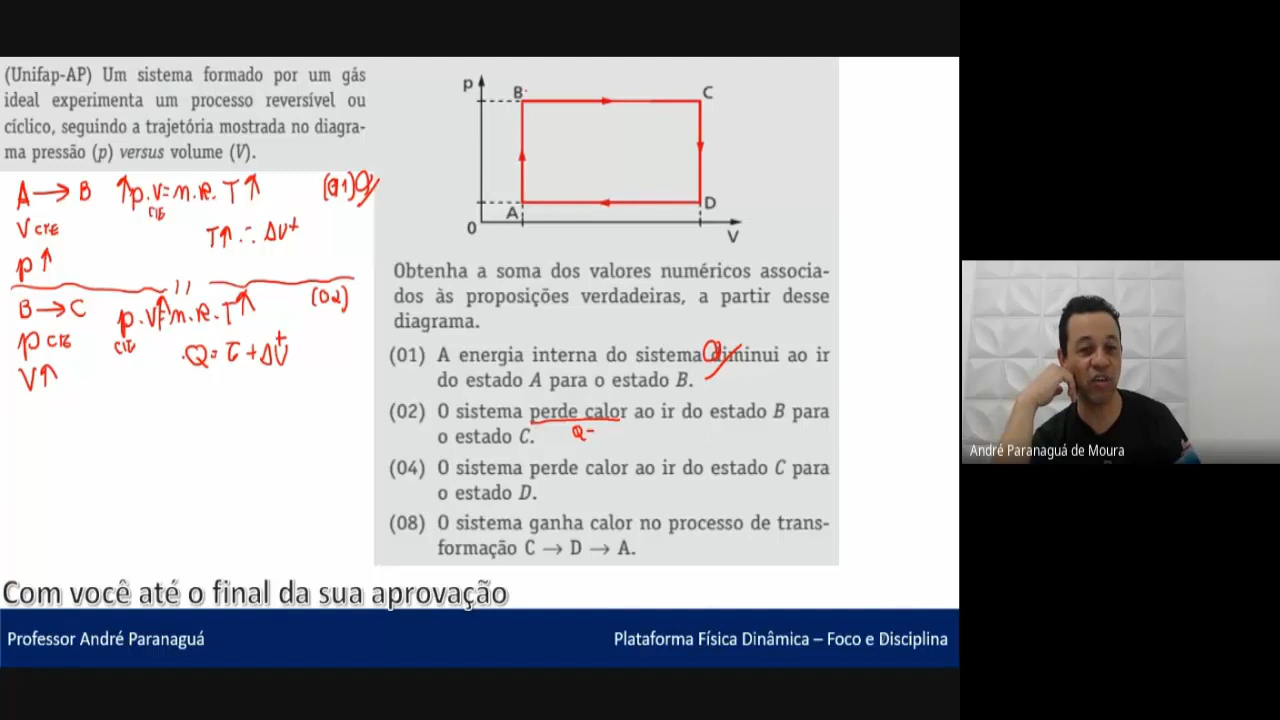 (Unifap-AP) Um sistema formado por um gás
ideal experimenta um processo reversível ou
cíclico, seguindo a trajetória mostrada no diagra-
ma pressão (p) versus volume (V).
A → B ↑p.V=n.R.T↑ (01)
CTE
V CTE T↑ ∴ ΔU+
p↑
B → C p.V↑=n.R.T↑ (02)
p CTE CTE Q = τ + ΔU+
V↑
p
B
C
A
D
0
V
Obtenha a soma dos valores numéricos associa-
dos às proposições verdadeiras, a partir desse
diagrama.
(01) A energia interna do sistema diminui ao ir
do estado A para o estado B.
(02) O sistema perde calor ao ir do estado B para
o estado C.
Q-
(04) O sistema perde calor ao ir do estado C para
o estado D.
(08) O sistema ganha calor no processo de trans-
formação C → D → A.
Com você até o final da sua aprovação
Professor André Paranaguá
Plataforma Física Dinâmica – Foco e Disciplina
André Paranaguá de Moura